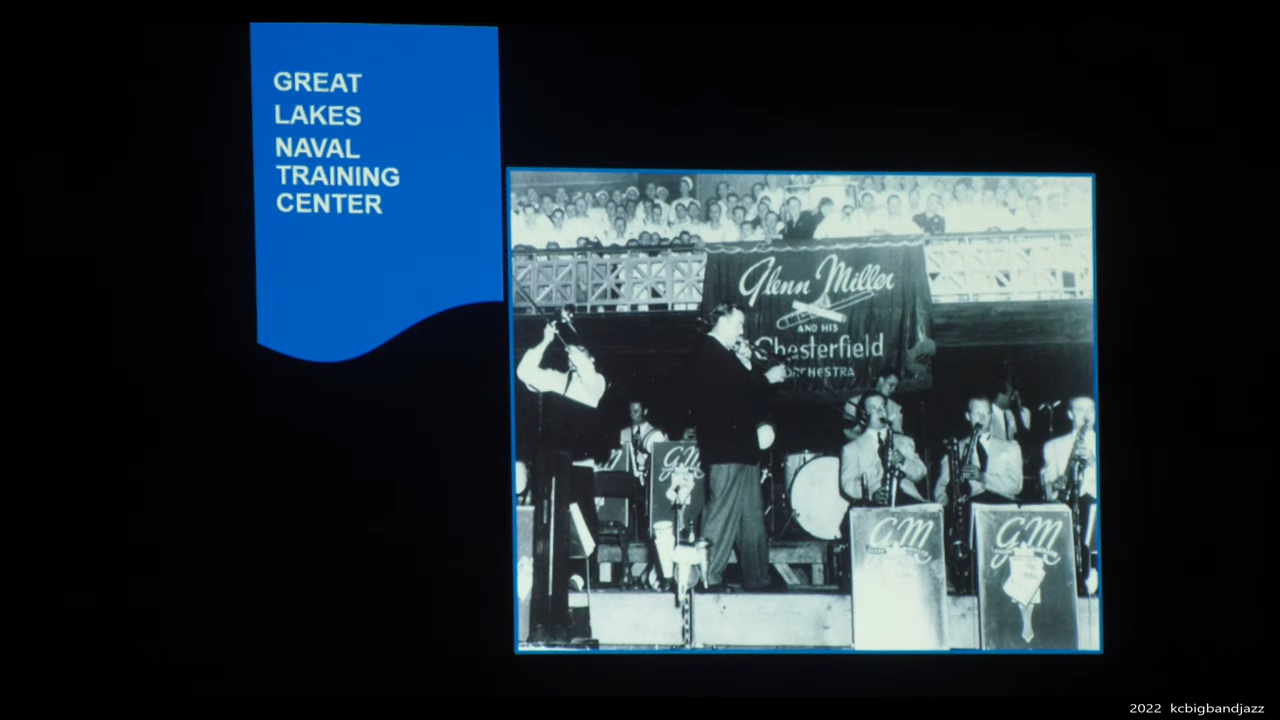 GREAT
LAKES
NAVAL
TRAINING
CENTER
Glenn Miller
AND HIS
Chesterfield
ORCHESTRA
GM
GM
GM
2022 kcbigbandjazz